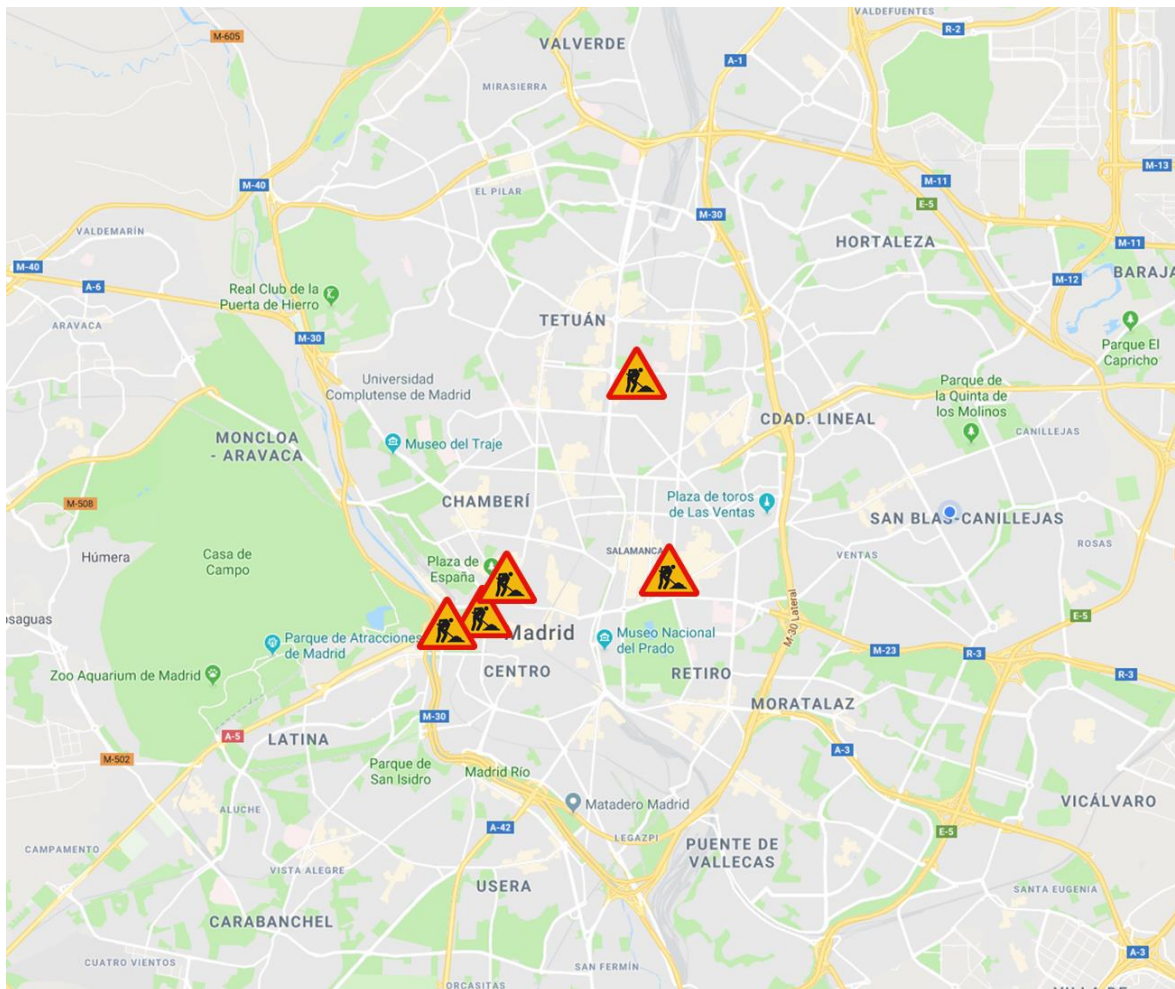 VALDEFUENTES
M-605
R-2
VALVERDE
A-1
MIRASIERRA
M-13
M-11
M-40
EL PILAR
E-5
M-30
VALDEMARÍN
HORTALEZA
M-11
M-40
BARAJA
A-6
M-12
Real Club de la
Puerta de Hierro
TETUÁN
ARAVACA
M-30
Parque El
Capricho
Universidad
Complutense de Madrid
Parque de
la Quinta de
los Molinos
CDAD. LINEAL
CANILLEJAS
MONCLOA
- ARAVACA
Museo del Traje
M-508
CHAMBERÍ
Plaza de toros
de Las Ventas
SAN BLAS-CANILLEJAS
Húmera
Casa de
Campo
Plaza de
España
SALAMANCA
VENTAS
ROSAS
osaguas
M-30 Lateral
E-5
Parque de Atracciones
de Madrid
Madrid
Museo Nacional
del Prado
M-23
R-3
Zoo Aquarium de Madrid
CENTRO
RETIRO
R-3
MORATALAZ
M-30
A-5
LATINA
A-3
M-502
Parque de
San Isidro
Madrid Río
ALUCHE
Matadero Madrid
VICÁLVARO
A-42
LEGAZPI
E-5
CAMPAMENTO
PUENTE DE
VALLECAS
VISTA ALEGRE
USERA
SANTA EUGENIA
CARABANCHEL
A-3
CUATRO VIENTOS
SAN FERMÍN
ORCASITAS
VILLA DE